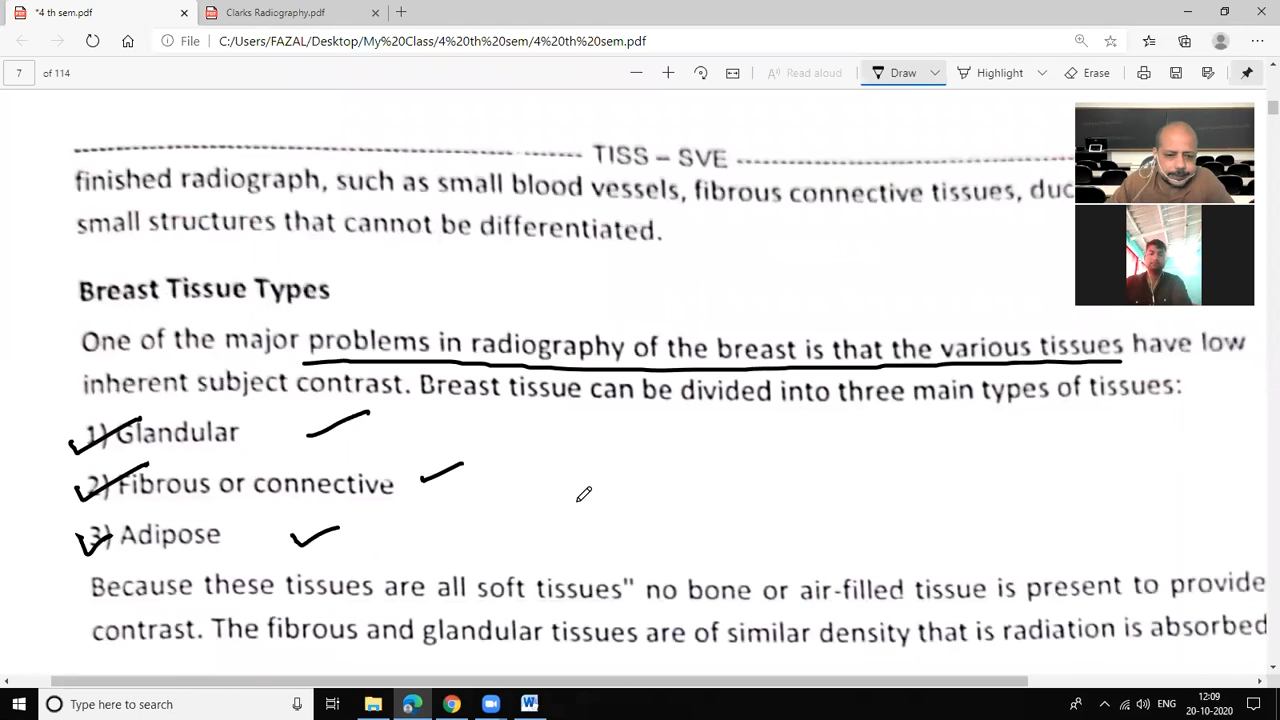 *4 th sem.pdf
Clarks Radiography.pdf
File
C:/Users/FAZAL/Desktop/My%20Class/4%20th%20sem/4%20th%20sem.pdf
7 of 114
Read aloud
Draw
Highlight
Erase
TISS – SVE
finished radiograph, such as small blood vessels, fibrous connective tissues, duc
small structures that cannot be differentiated.
Breast Tissue Types
One of the major problems in radiography of the breast is that the various tissues have low
inherent subject contrast. Breast tissue can be divided into three main types of tissues:
1) Glandular
2) Fibrous or connective
3) Adipose
Because these tissues are all soft tissues" no bone or air-filled tissue is present to provide
contrast. The fibrous and glandular tissues are of similar density that is radiation is absorbed
Type here to search
ENG
12:09
20-10-2020